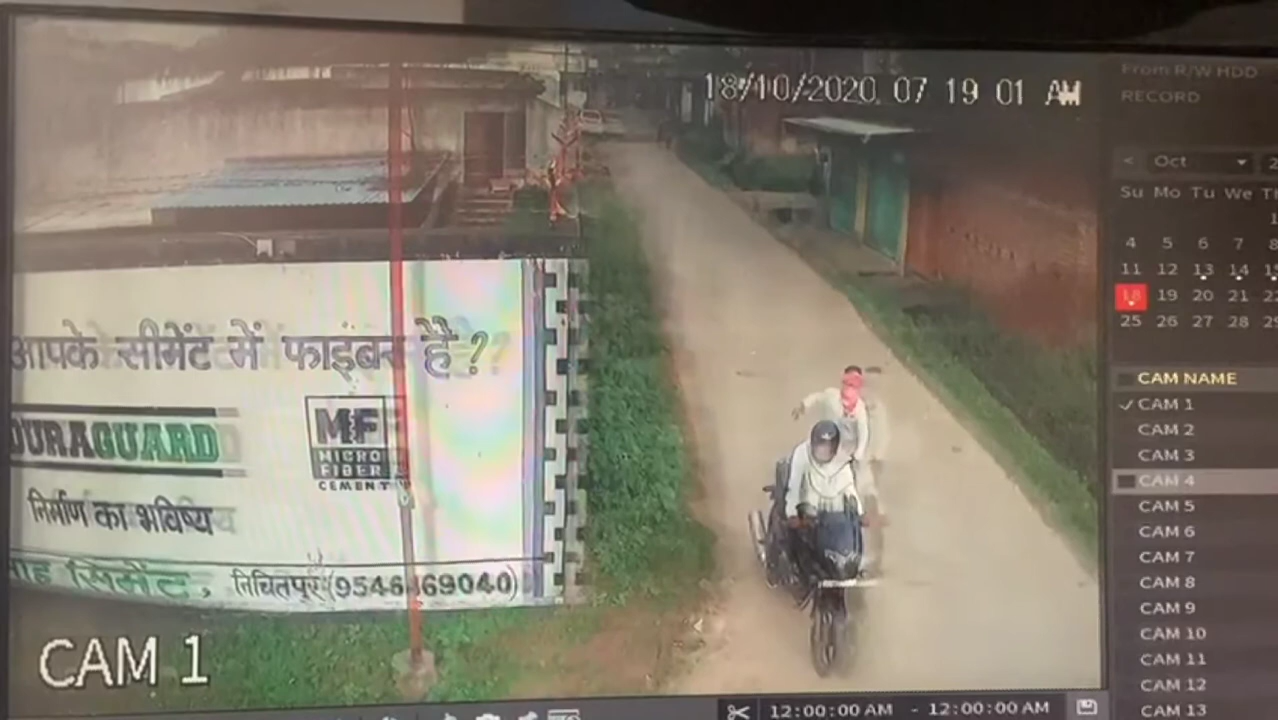 18/10/2020 07 19 01 AM
आपके सीमेंट में फाइबर है?
DURAGUARD
MF
MICRO
FIBER
CEMENT
निर्माण का भविष्य
सिमेंट, निचितपुर (9546 69040)
CAM 1
From R/W HDD
RECORD
< Oct
Su Mo Tu We
4 5 6 7
11 12 13 14
18 19 20 21
25 26 27 28
CAM NAME
CAM 1
CAM 2
CAM 3
CAM 4
CAM 5
CAM 6
CAM 7
CAM 8
CAM 9
CAM 10
CAM 11
CAM 12
CAM 13
12:00:00 AM - 12:00:00 AM